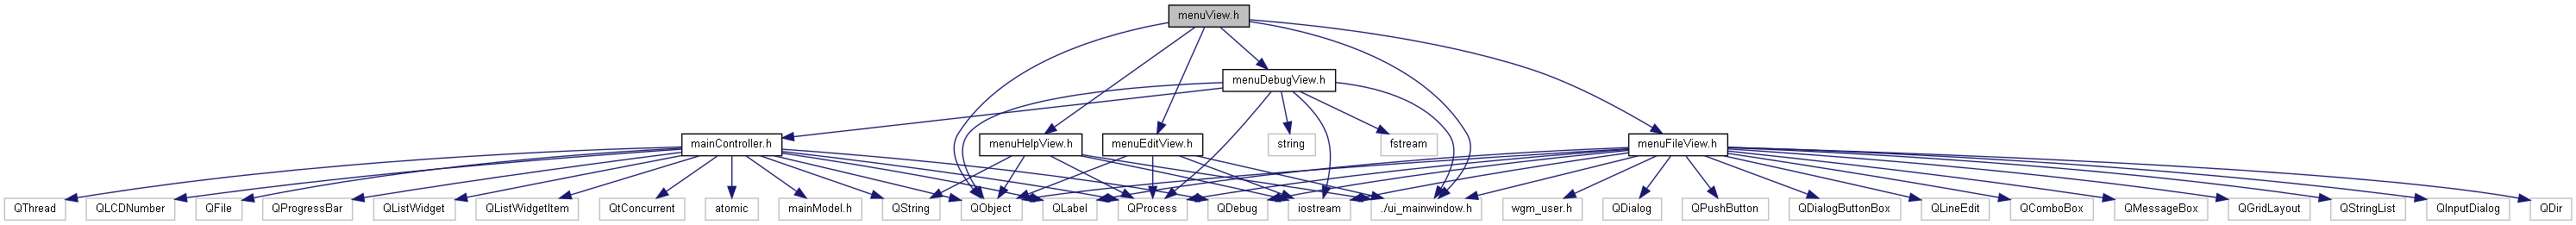 menuView.h
menuDebugView.h
mainController.h
menuHelpView.h
menuEditView.h
string
fstream
menuFileView.h
QThread
QLCDNumber
QFile
QProgressBar
QListWidget
QListWidgetItem
QtConcurrent
atomic
mainModel.h
QString
QObject
QLabel
QProcess
QDebug
iostream
./ui_mainwindow.h
wgm_user.h
QDialog
QPushButton
QDialogButtonBox
QLineEdit
QComboBox
QMessageBox
QGridLayout
QStringList
QInputDialog
QDir